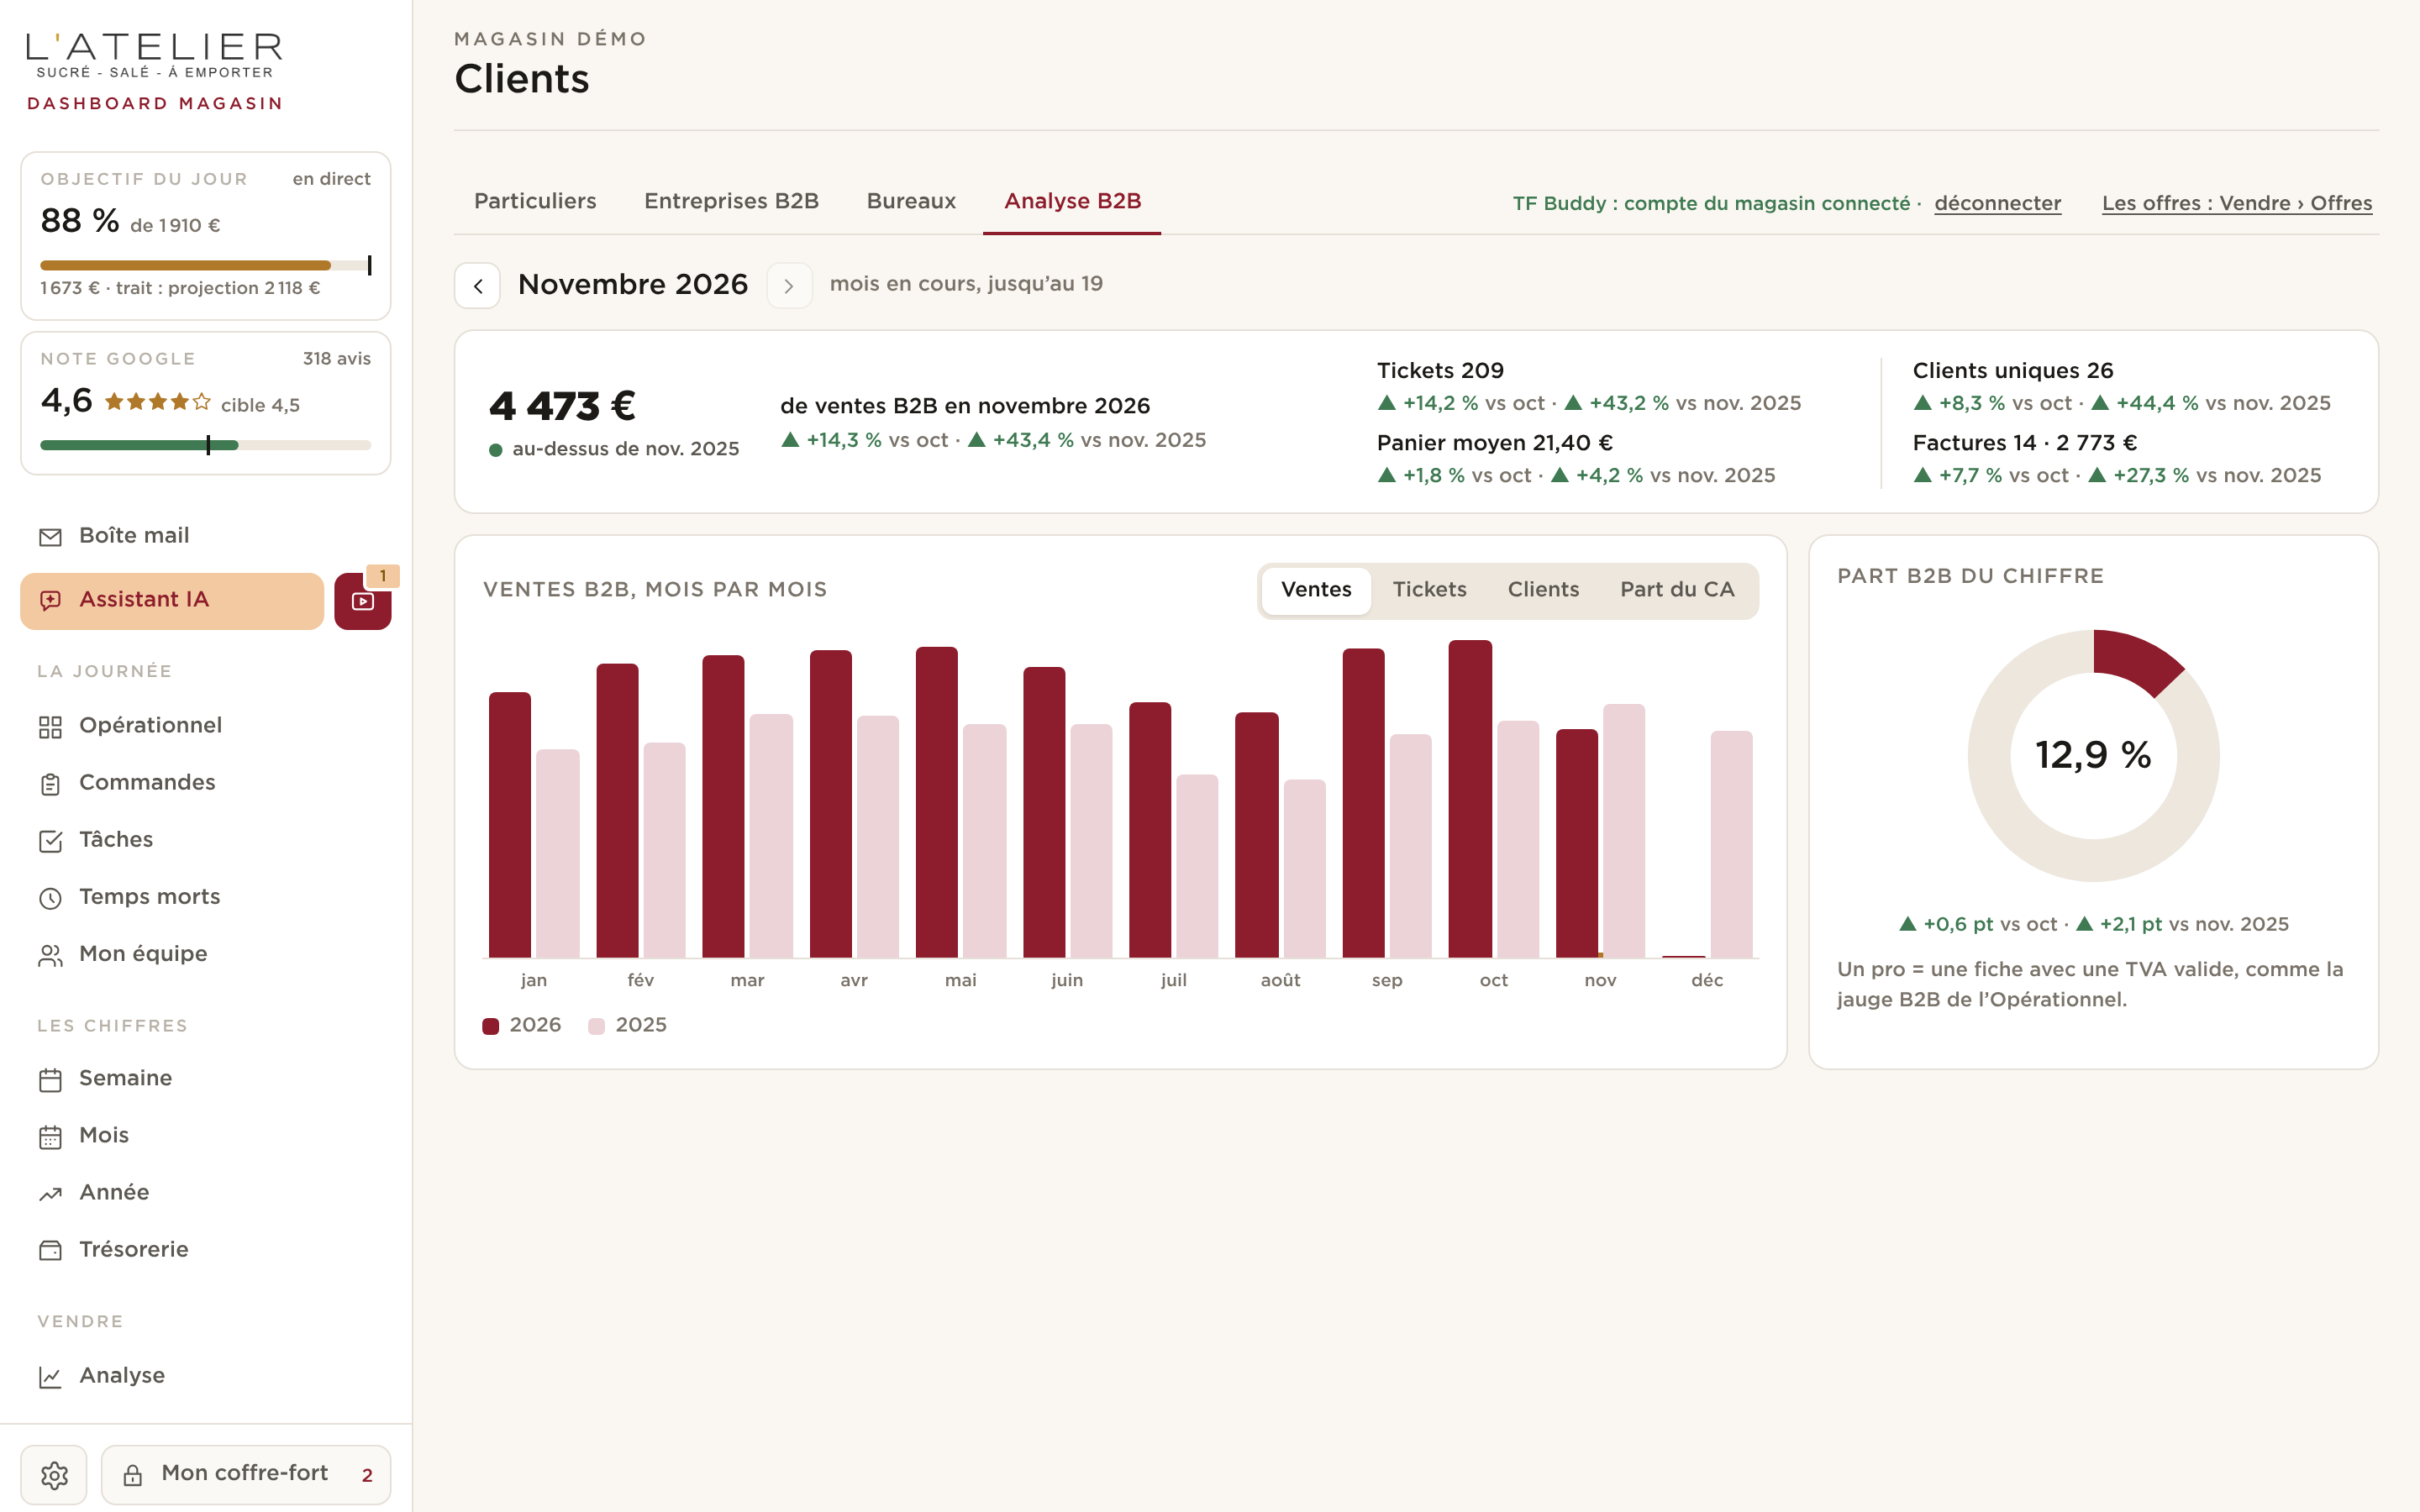 L'ATELIER
SUCRÉ - SALÉ - À EMPORTER
DASHBOARD MAGASIN
OBJECTIF DU JOUR en direct
88 % de 1 910 €
1 673 € · trait : projection 2 118 €
NOTE GOOGLE 318 avis
4,6 ★★★★☆ cible 4,5
Boîte mail
Assistant IA 1
LA JOURNÉE
Opérationnel
Commandes
Tâches
Temps morts
Mon équipe
LES CHIFFRES
Semaine
Mois
Année
Trésorerie
VENDRE
Analyse
Mon coffre-fort 2
MAGASIN DÉMO
Clients
Particuliers Entreprises B2B Bureaux Analyse B2B TF Buddy : compte du magasin connecté · déconnecter Les offres : Vendre › Offres
‹ Novembre 2026 › mois en cours, jusqu’au 19
4 473 €
au-dessus de nov. 2025
de ventes B2B en novembre 2026
▲ +14,3 % vs oct · ▲ +43,4 % vs nov. 2025
Tickets 209
▲ +14,2 % vs oct · ▲ +43,2 % vs nov. 2025
Panier moyen 21,40 €
▲ +1,8 % vs oct · ▲ +4,2 % vs nov. 2025
Clients uniques 26
▲ +8,3 % vs oct · ▲ +44,4 % vs nov. 2025
Factures 14 · 2 773 €
▲ +7,7 % vs oct · ▲ +27,3 % vs nov. 2025
VENTES B2B, MOIS PAR MOIS Ventes Tickets Clients Part du CA
jan fév mar avr mai juin juil août sep oct nov déc
2026 2025
PART B2B DU CHIFFRE
12,9 %
▲ +0,6 pt vs oct · ▲ +2,1 pt vs nov. 2025
Un pro = une fiche avec une TVA valide, comme la
jauge B2B de l’Opérationnel.